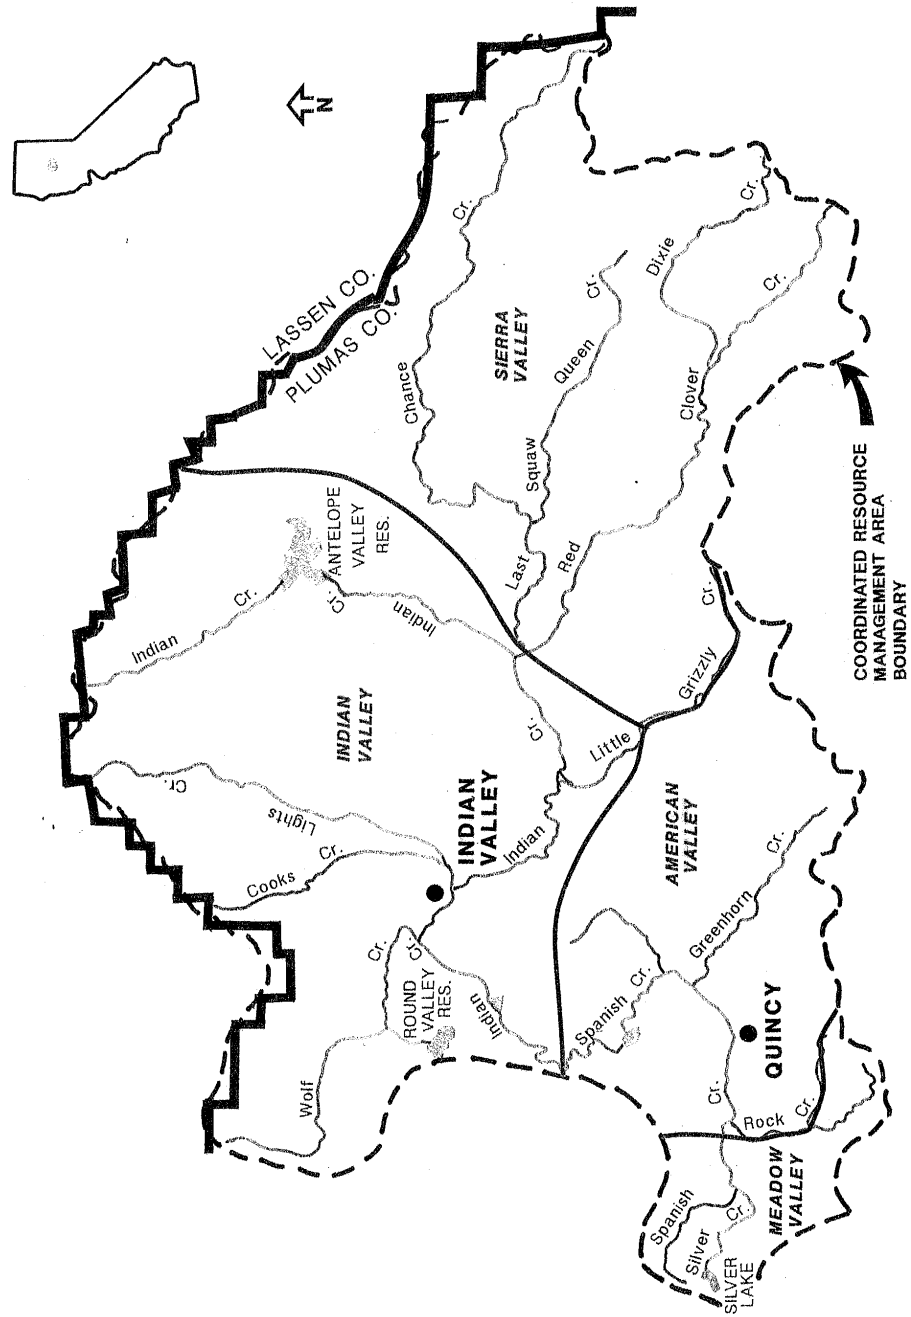 N
LASSEN CO.
PLUMAS CO.
Chance Cr.
SIERRA
VALLEY
Squaw Queen Cr.
Dixie Cr.
Last
Red Clover Cr.
ANTELOPE
VALLEY
RES.
Indian Cr.
Indian Cr.
INDIAN
VALLEY
Lights Cr.
Cooks Cr.
INDIAN
VALLEY
Indian Cr.
Little Grizzly Cr.
COORDINATED RESOURCE
MANAGEMENT AREA
BOUNDARY
AMERICAN
VALLEY
Greenhorn Cr.
Wolf Cr.
ROUND
VALLEY
RES.
Indian Cr.
Spanish Cr.
QUINCY
Rock Cr.
MEADOW
VALLEY
Spanish Cr.
Silver Cr.
SILVER
LAKE